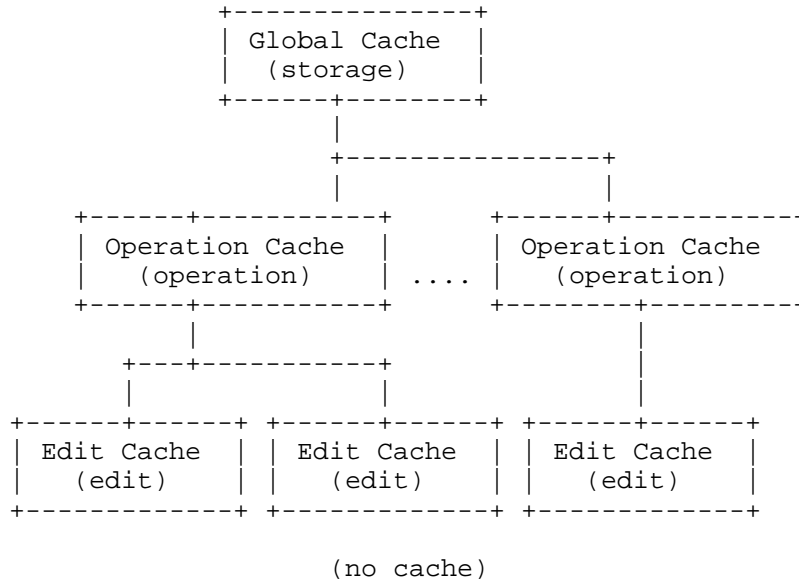 Global Cache
(storage)
Operation Cache Operation Cache
(operation) .... (operation)
Edit Cache Edit Cache Edit Cache
(edit) (edit) (edit)
(no cache)